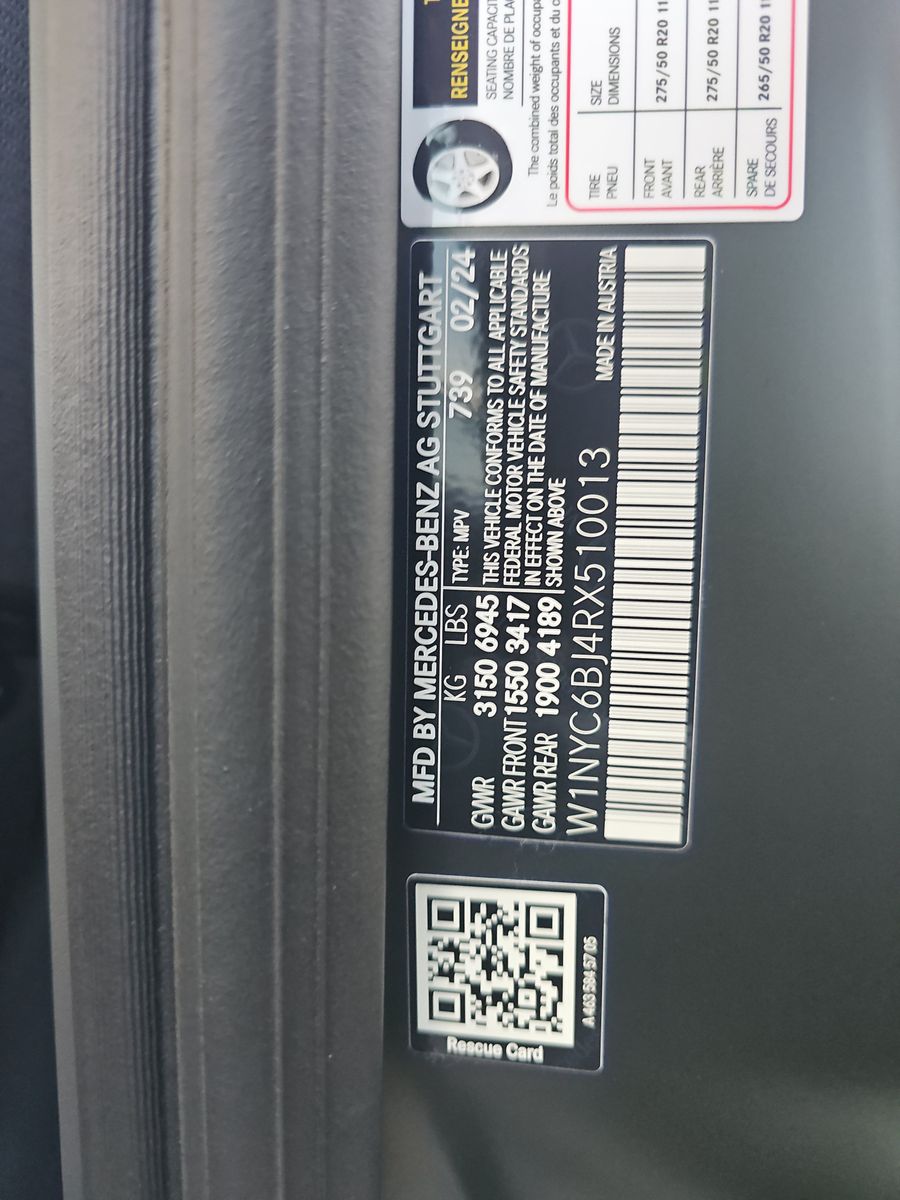 Rescue Card
A 463 584 57 05
MFD BY MERCEDES-BENZ AG STUTTGART
KG LBS TYPE: MPV 739 02/24
GVWR 3150 6945
GAWR FRONT 1550 3417
GAWR REAR 1900 4189
THIS VEHICLE CONFORMS TO ALL APPLICABLE
FEDERAL MOTOR VEHICLE SAFETY STANDARDS
IN EFFECT ON THE DATE OF MANUFACTURE
SHOWN ABOVE
W1NYC6BJ4RX510013 MADE IN AUSTRIA
SEATING
NOMBRE DE
The combined weight of
Le poids total des occupants et du
TIRE SIZE
PNEU DIMENSIONS
FRONT
AVANT
275/50 R20
REAR
ARRIÈRE
275/50 R20
SPARE
DE SECOURS
265/50 R20